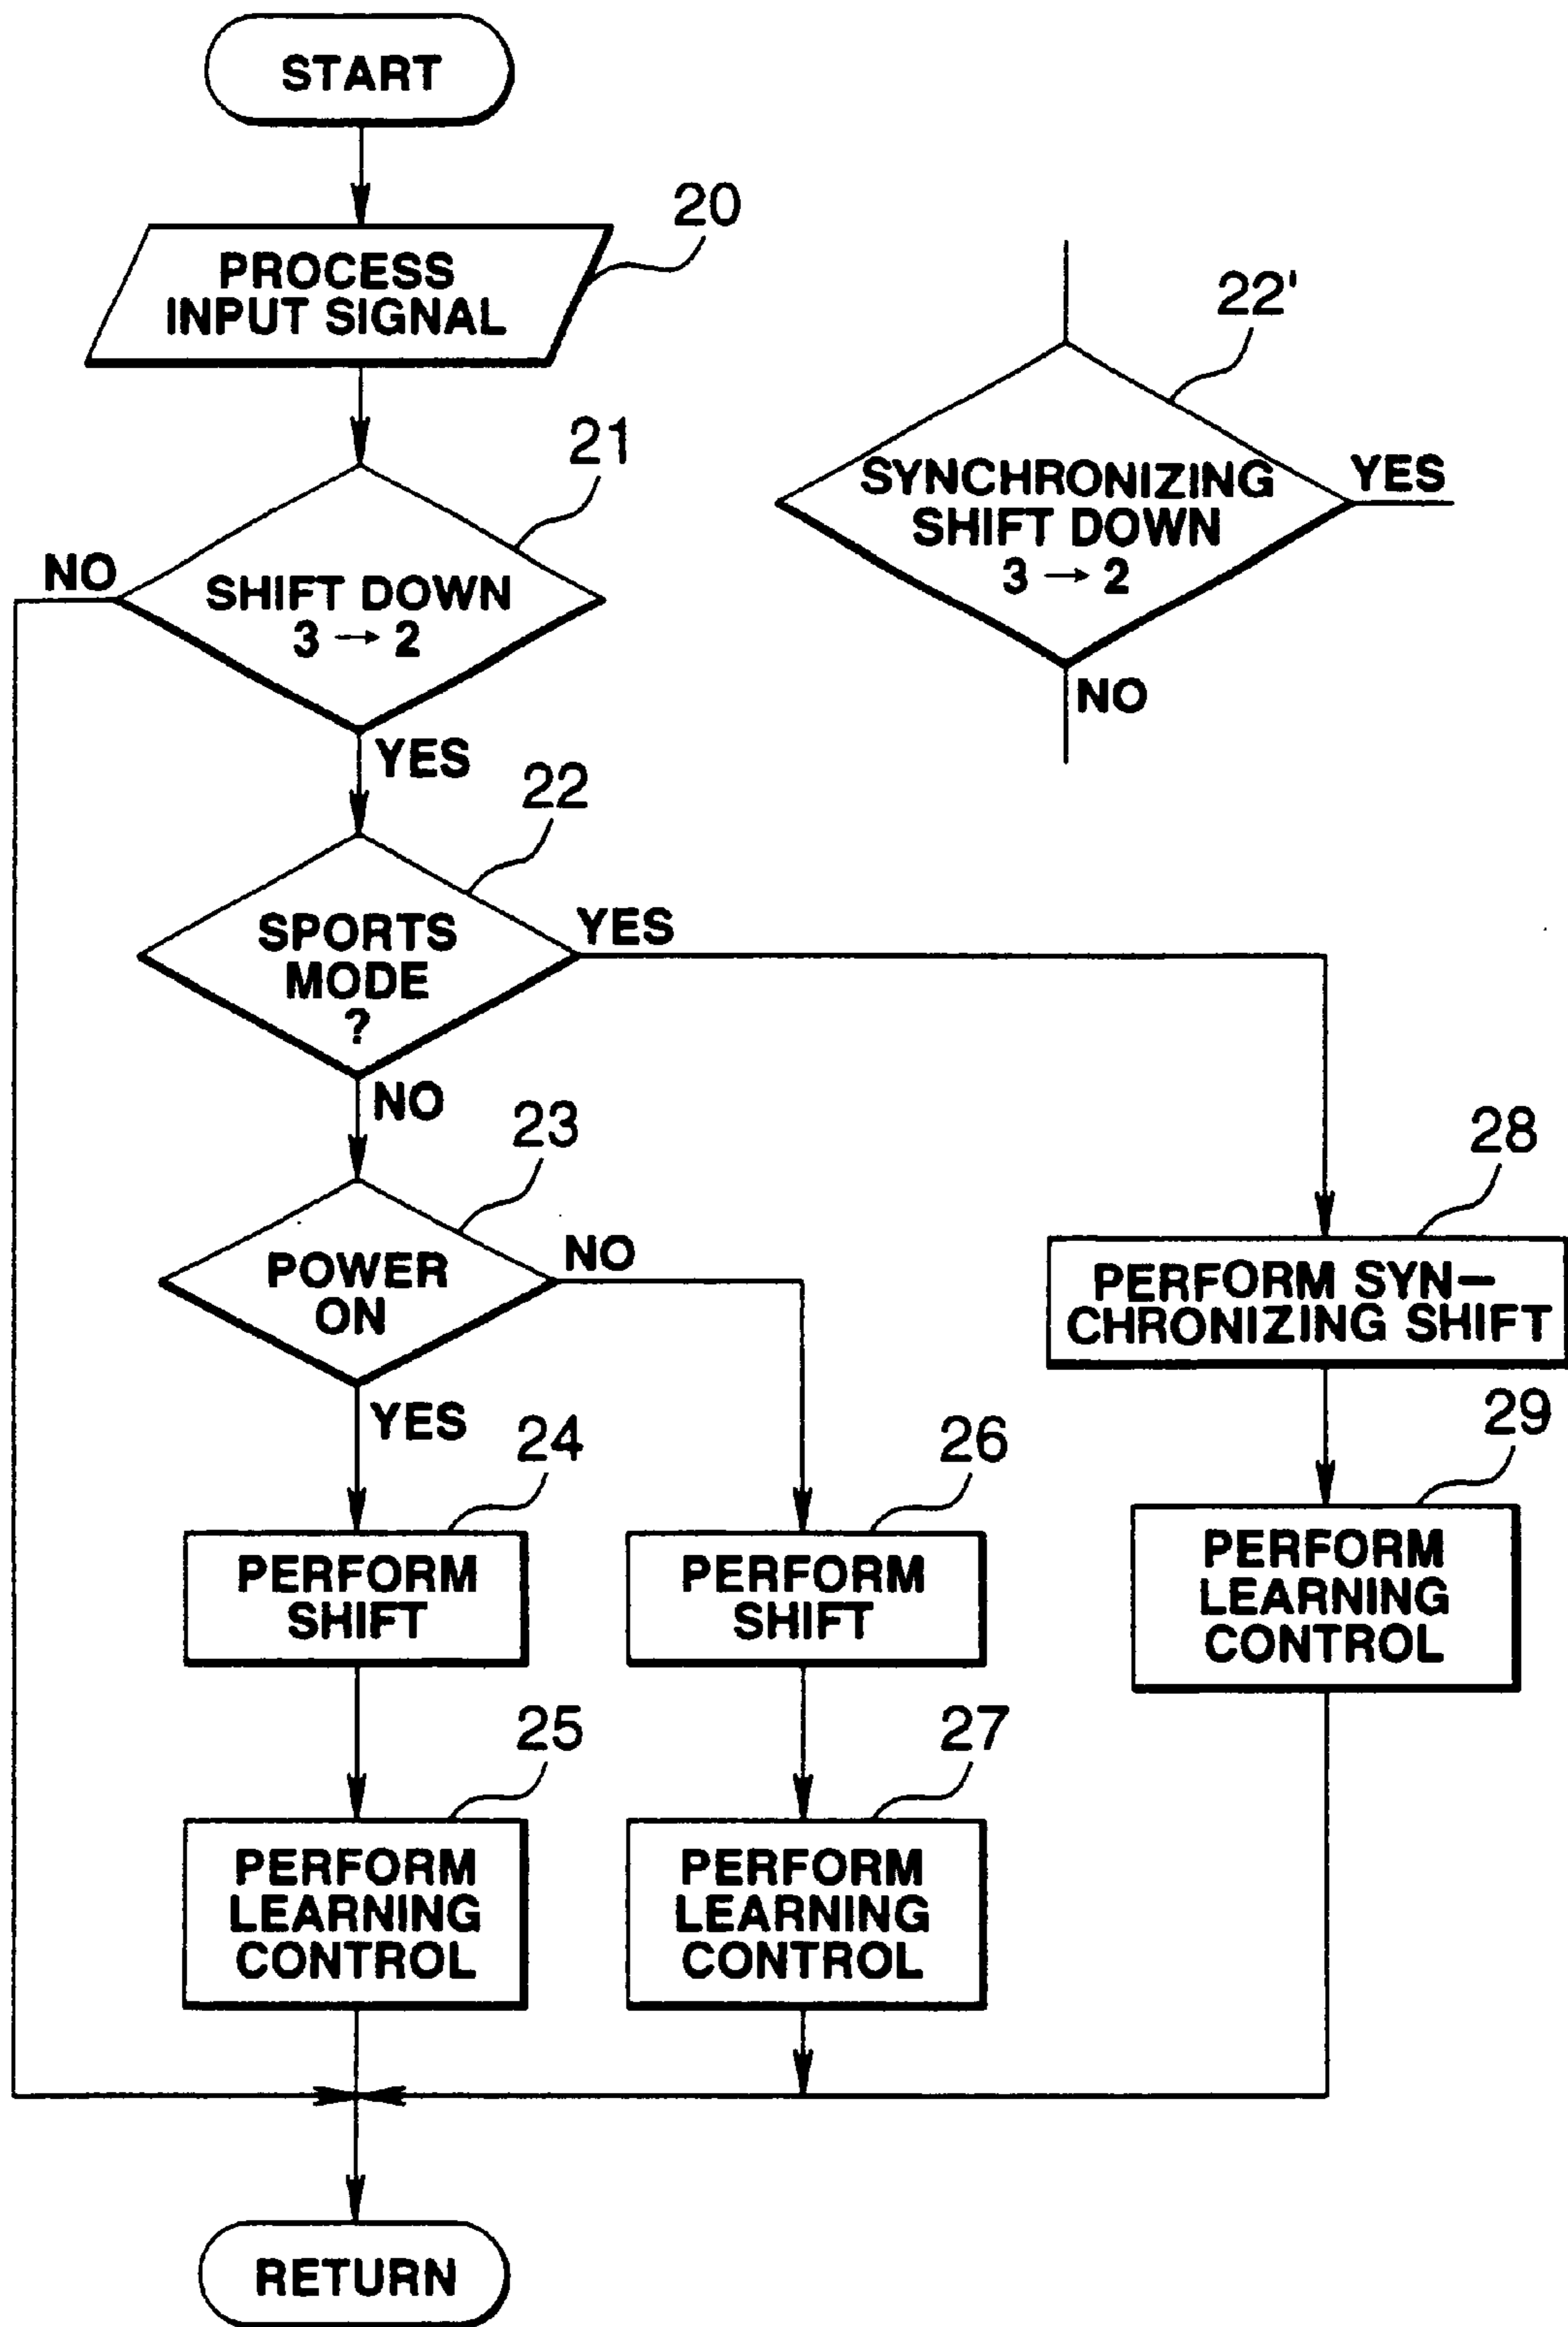 START
20
PROCESS
INPUT SIGNAL
22'
SYNCHRONIZING
SHIFT DOWN
3 → 2
YES
NO
21
NO
SHIFT DOWN
3 → 2
YES
22
SPORTS
MODE
?
YES
NO
23
POWER
ON
NO
YES
28
PERFORM SYN–
CHRONIZING SHIFT
24
PERFORM
SHIFT
26
PERFORM
SHIFT
29
PERFORM
LEARNING
CONTROL
25
PERFORM
LEARNING
CONTROL
27
PERFORM
LEARNING
CONTROL
RETURN